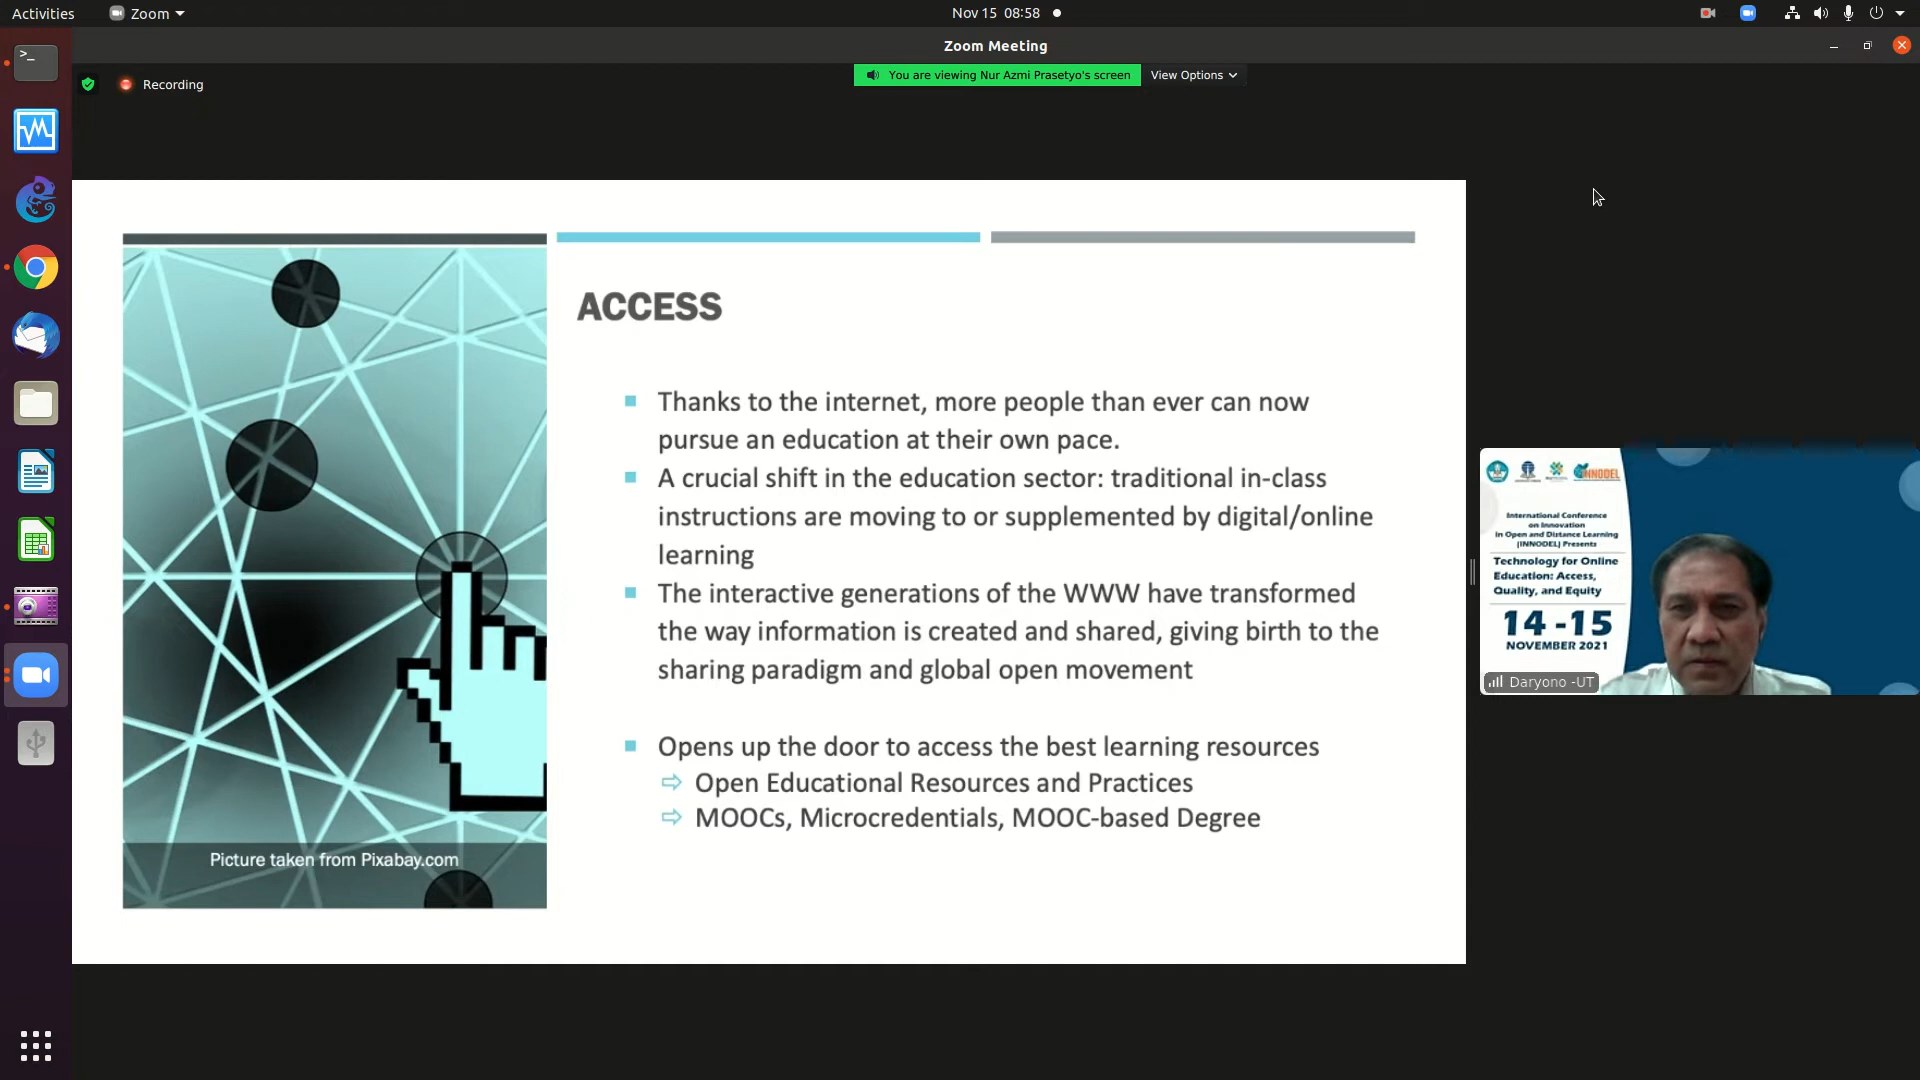 Activities
Zoom
Nov 15 08:58
Zoom Meeting
Recording
You are viewing Nur Azmi Prasetyo's screen
View Options
ACCESS
Thanks to the internet, more people than ever can now
pursue an education at their own pace.
A crucial shift in the education sector: traditional in-class
instructions are moving to or supplemented by digital/online
learning
The interactive generations of the WWW have transformed
the way information is created and shared, giving birth to the
sharing paradigm and global open movement
Opens up the door to access the best learning resources
⇨ Open Educational Resources and Practices
⇨ MOOCs, Microcredentials, MOOC-based Degree
Picture taken from Pixabay.com
INNODEL
International Conference
on Innovation
in Open and Distance Learning
(INNODEL) Presents
Technology for Online
Education: Access,
Quality, and Equity
14 -15
NOVEMBER 2021
Daryono -UT